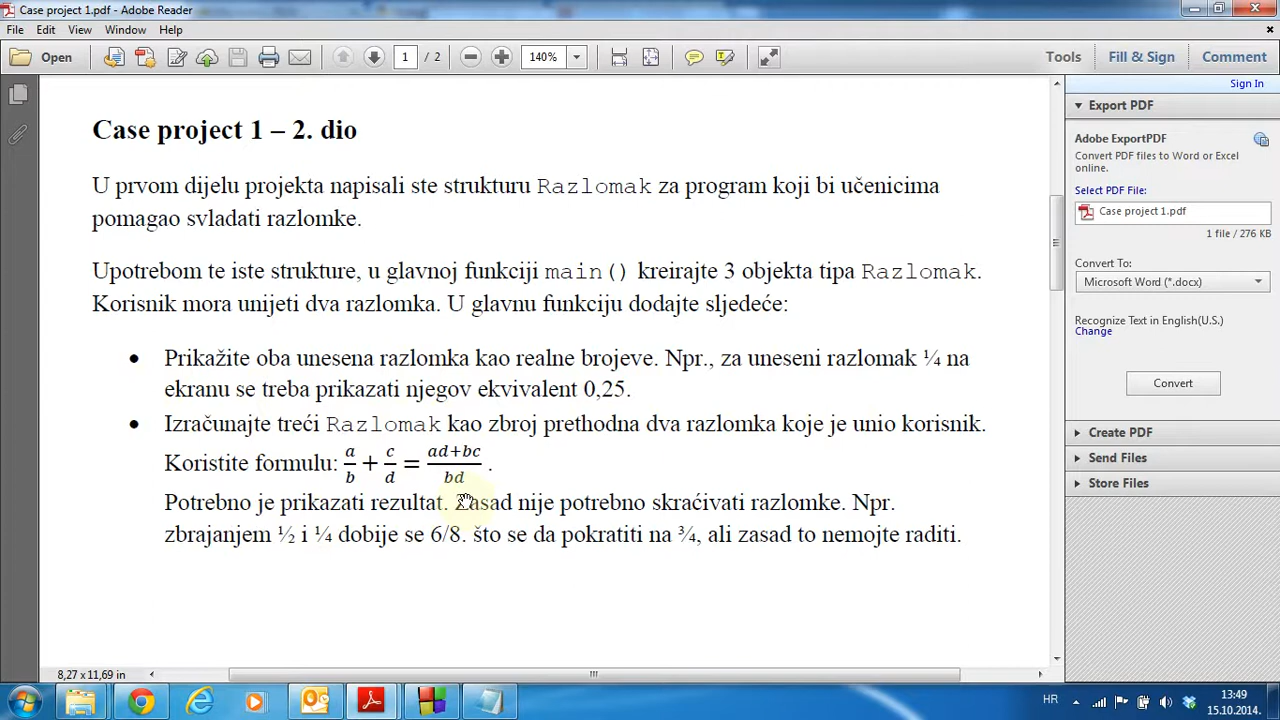 Case project 1.pdf - Adobe Reader
File Edit View Window Help
Open 1 / 2 140% Tools Fill & Sign Comment
Sign In
Case project 1 – 2. dio
U prvom dijelu projekta napisali ste strukturu Razlomak za program koji bi učenicima
pomagao svladati razlomke.
Upotrebom te iste strukture, u glavnoj funkciji main() kreirajte 3 objekta tipa Razlomak.
Korisnik mora unijeti dva razlomka. U glavnu funkciju dodajte sljedeće:
• Prikažite oba unesena razlomka kao realne brojeve. Npr., za uneseni razlomak ¼ na
ekranu se treba prikazati njegov ekvivalent 0,25.
• Izračunajte treći Razlomak kao zbroj prethodna dva razlomka koje je unio korisnik.
Koristite formulu: a/b + c/d = ad+bc/bd .
Potrebno je prikazati rezultat. Zasad nije potrebno skraćivati razlomke. Npr.
zbrajanjem ½ i ¼ dobije se 6/8. što se da pokratiti na ¾, ali zasad to nemojte raditi.
Export PDF
Adobe ExportPDF
Convert PDF files to Word or Excel
online.
Select PDF File:
Case project 1.pdf
1 file / 276 KB
Convert To:
Microsoft Word (*.docx)
Recognize Text in English(U.S.)
Change
Convert
Create PDF
Send Files
Store Files
8,27 x 11,69 in
HR
13:49
15.10.2014.